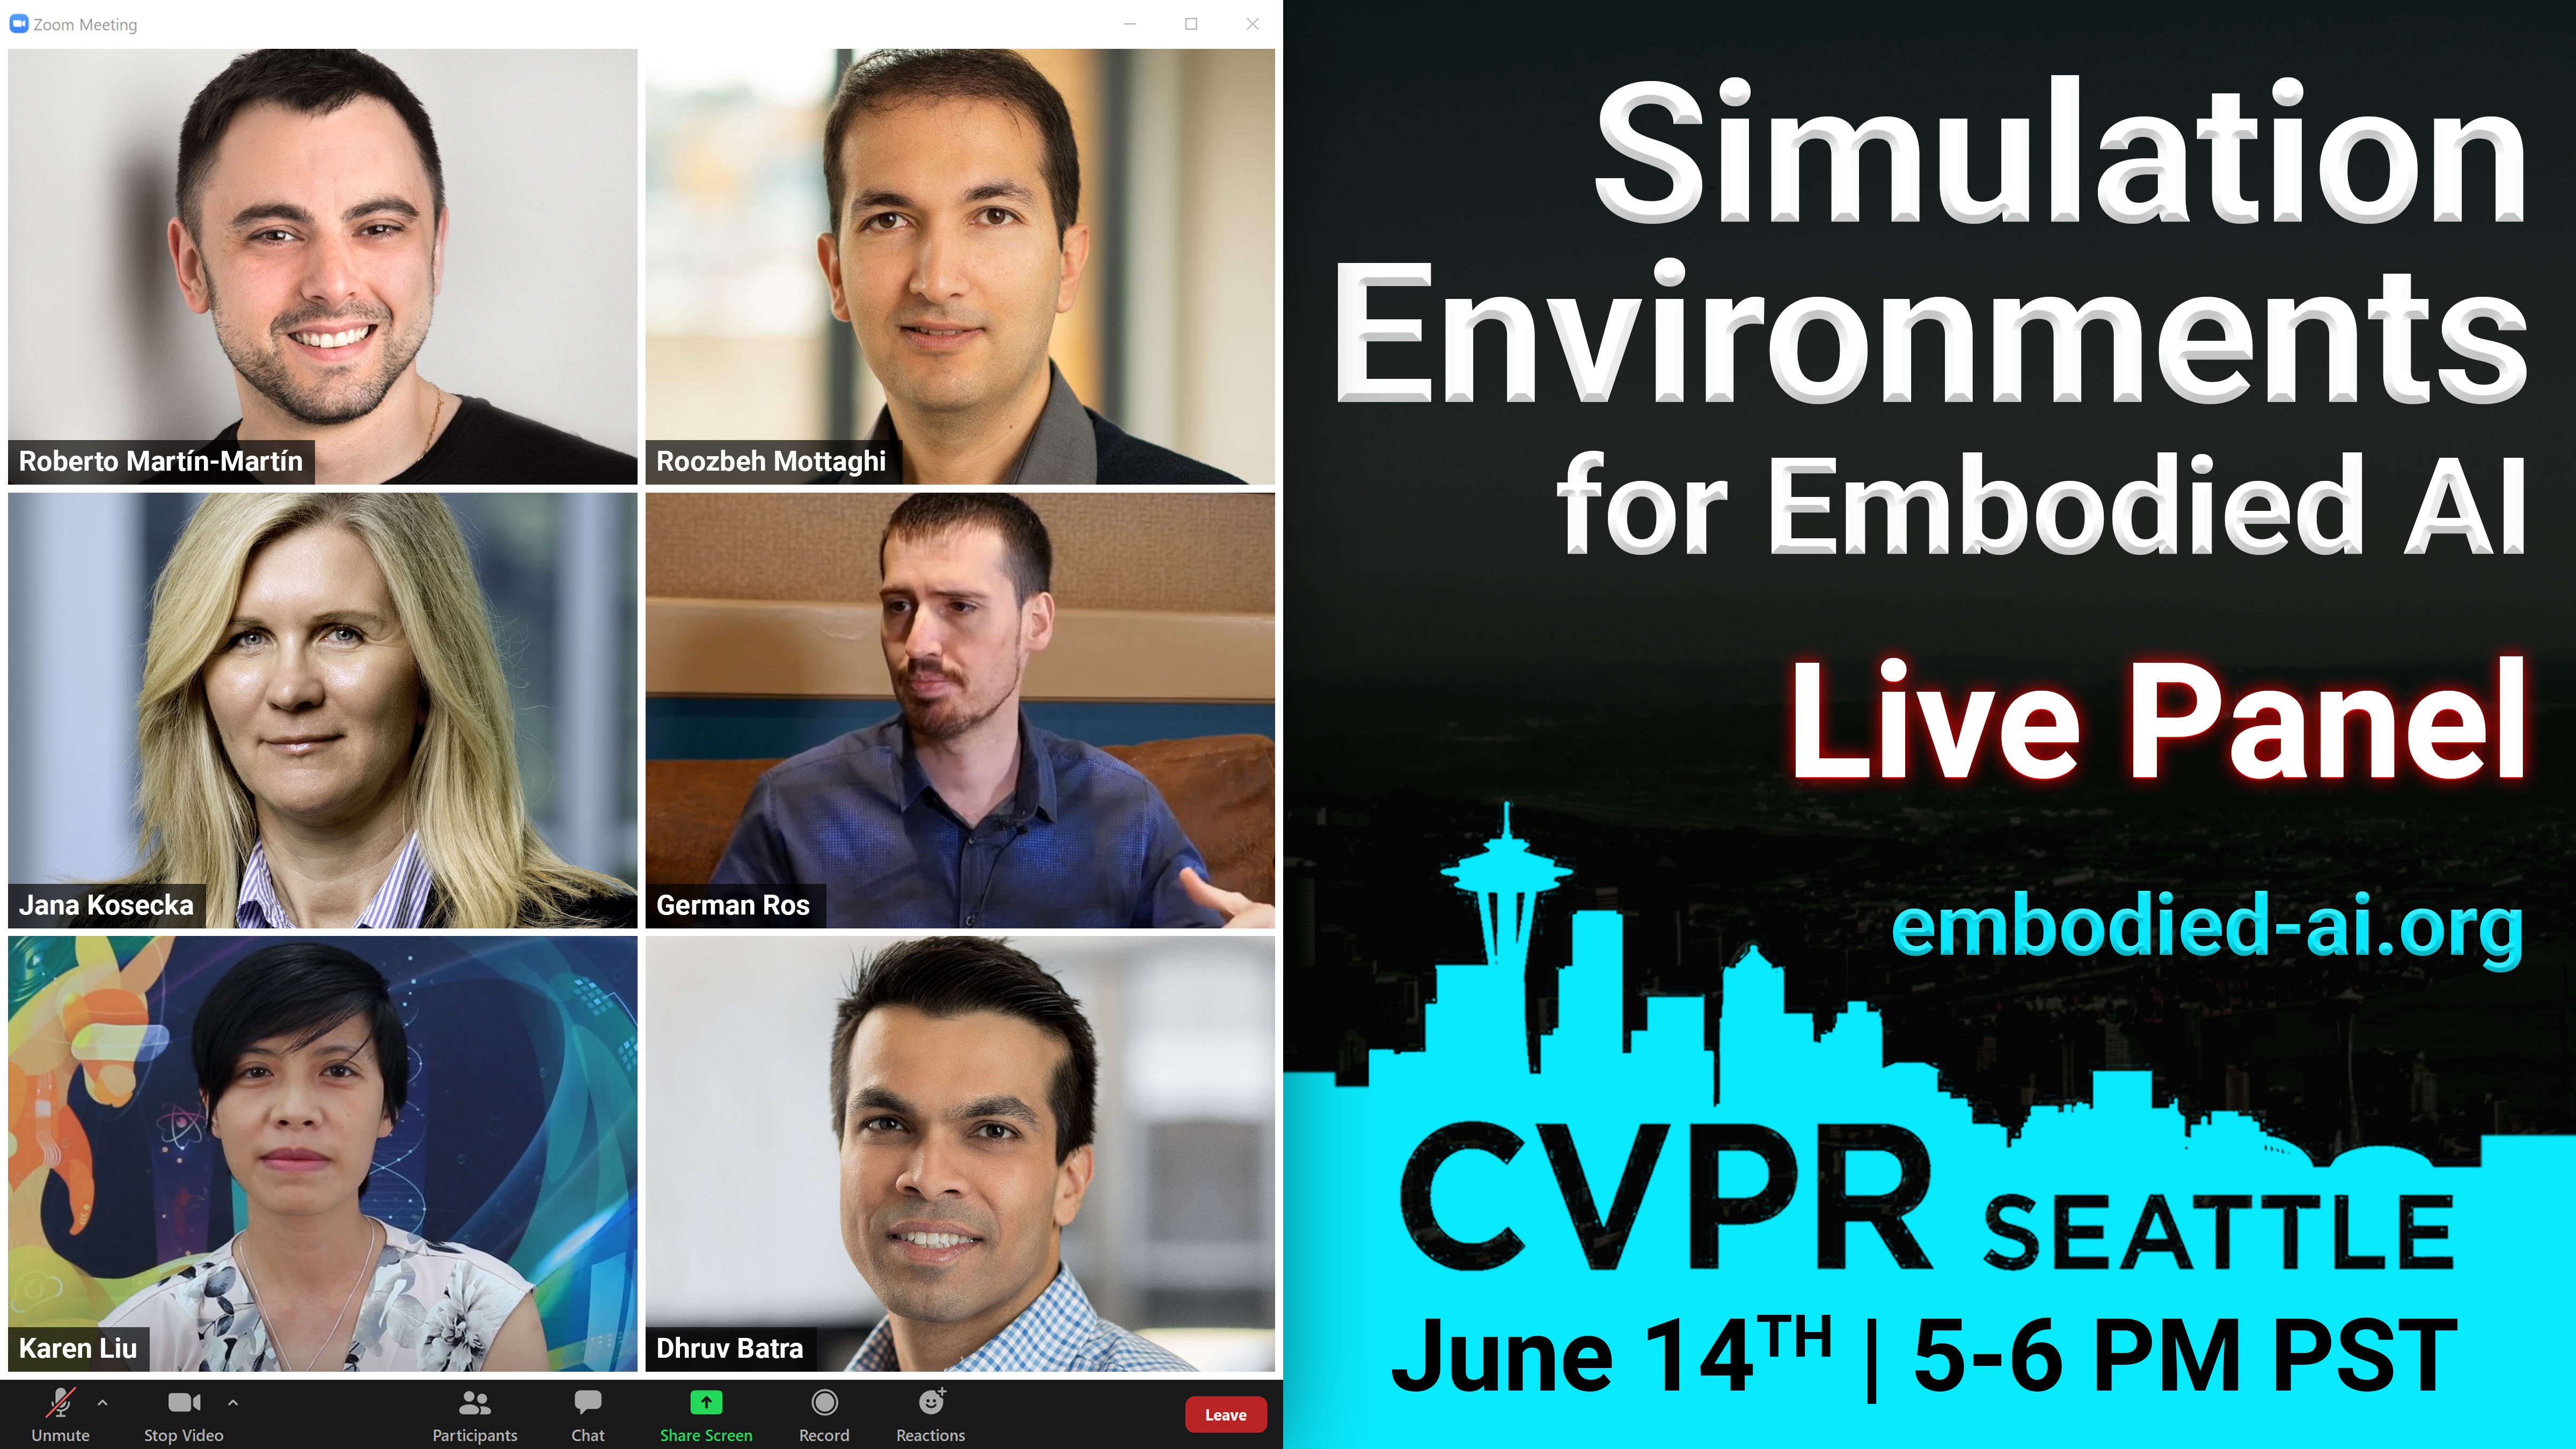 Zoom Meeting
Roberto Martín-Martín
Roozbeh Mottaghi
Jana Kosecka
German Ros
Karen Liu
Dhruv Batra
Unmute
Stop Video
Participants
Chat
Share Screen
Record
Reactions
Leave
Simulation
Environments
for Embodied AI
Live Panel
embodied-ai.org
CVPR SEATTLE
June 14TH | 5-6 PM PST